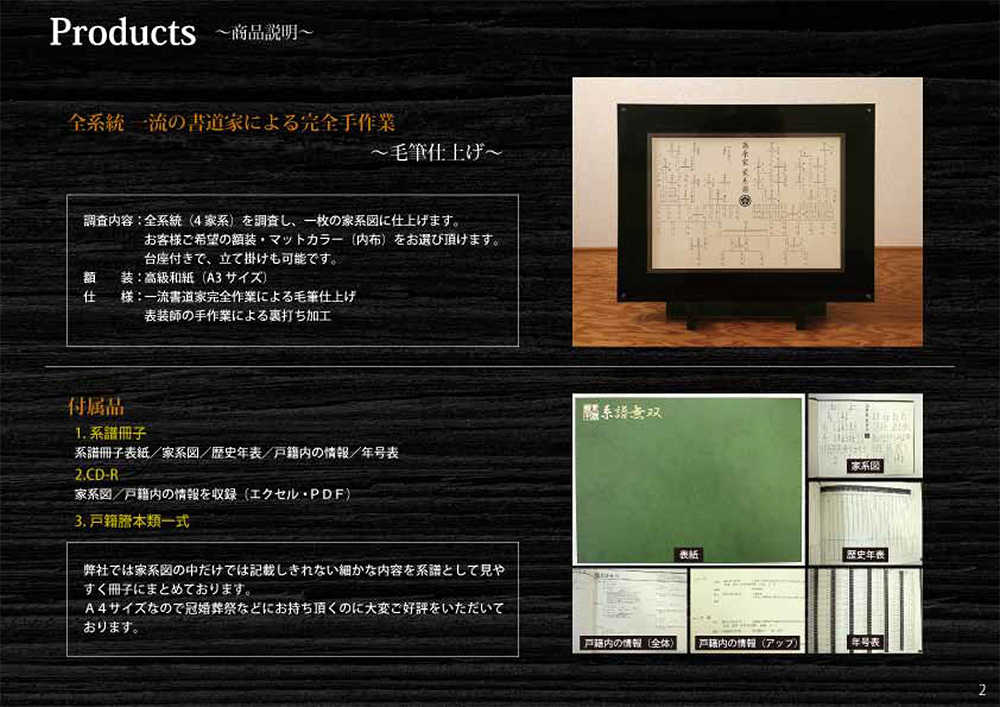 Products ～商品説明～
全系統 一流の書道家による完全手作業
～毛筆仕上げ～
調査内容：全系統（4 家系）を調査し、一枚の家系図に仕上げます。
お客様ご希望の額装・マットカラー（内布）をお選び頂けます。
台座付きで、立て掛けも可能です。
額　　装：高級和紙（A3 サイズ）
仕　　様：一流書道家完全作業による毛筆仕上げ
表装師の手作業による裏打ち加工
付属品
1. 系譜冊子
系譜冊子表紙／家系図／歴史年表／戸籍内の情報／年号表
2.CD-R
家系図／戸籍内の情報を収録（エクセル・ＰＤＦ）
3. 戸籍謄本類一式
弊社では家系図の中だけでは記載しきれない細かな内容を系譜として見や
すく冊子にまとめております。
Ａ４サイズなので冠婚葬祭などにお持ち頂くのに大変ご好評をいただいて
おります。
系譜無双
表紙
家系図
歴史年表
戸籍内の情報（全体）
戸籍内の情報（アップ）
年号表
2